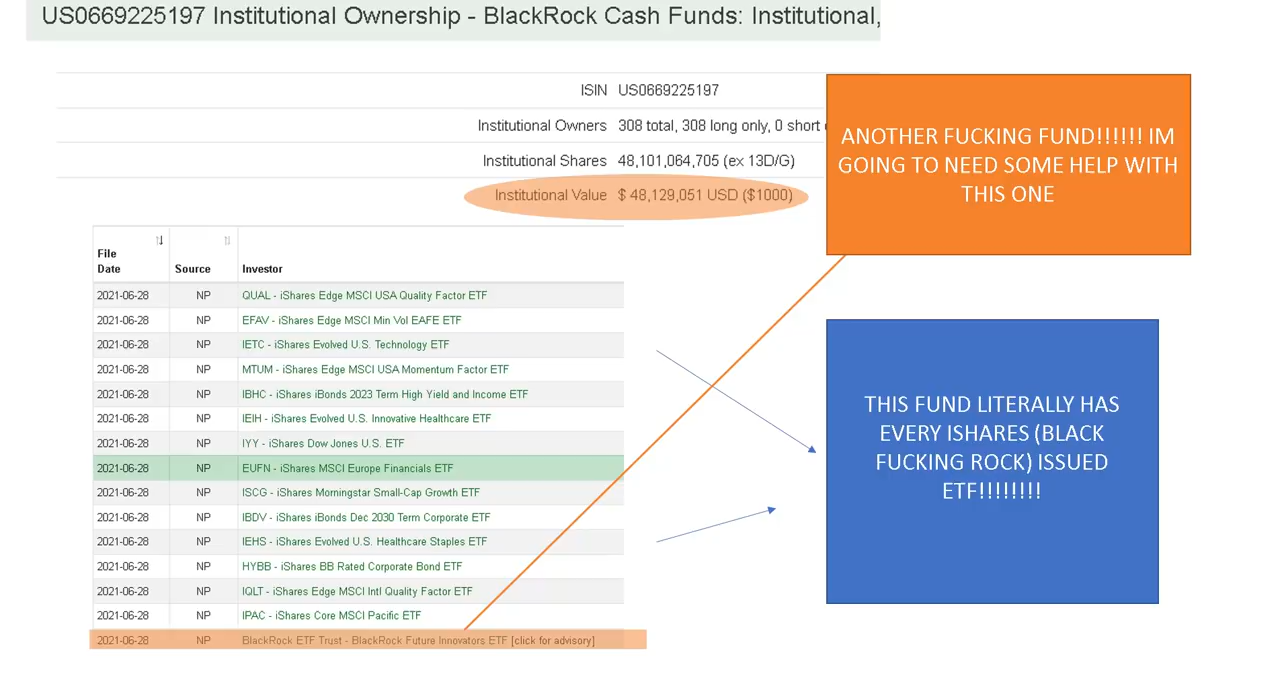 US0669225197 Institutional Ownership - BlackRock Cash Funds: Institutional,
ISIN US0669225197
Institutional Owners 308 total, 308 long only, 0 short
Institutional Shares 48,101,064,705 (ex 13D/G)
Institutional Value $ 48,129,051 USD ($1000)
ANOTHER FUCKING FUND!!!!!! IM
GOING TO NEED SOME HELP WITH
THIS ONE
File
Date Source Investor
2021-06-28 NP QUAL - iShares Edge MSCI USA Quality Factor ETF
2021-06-28 NP EFAV - iShares Edge MSCI Min Vol EAFE ETF
2021-06-28 NP IETC - iShares Evolved U.S. Technology ETF
2021-06-28 NP MTUM - iShares Edge MSCI USA Momentum Factor ETF
2021-06-28 NP IBHC - iShares iBonds 2023 Term High Yield and Income ETF
2021-06-28 NP IEIH - iShares Evolved U.S. Innovative Healthcare ETF
2021-06-28 NP IYY - iShares Dow Jones U.S. ETF
2021-06-28 NP EUFN - iShares MSCI Europe Financials ETF
2021-06-28 NP ISCG - iShares Morningstar Small-Cap Growth ETF
2021-06-28 NP IBDV - iShares iBonds Dec 2030 Term Corporate ETF
2021-06-28 NP IEHS - iShares Evolved U.S. Healthcare Staples ETF
2021-06-28 NP HYBB - iShares BB Rated Corporate Bond ETF
2021-06-28 NP IQLT - iShares Edge MSCI Intl Quality Factor ETF
2021-06-28 NP IPAC - iShares Core MSCI Pacific ETF
2021-06-28 NP BlackRock ETF Trust - BlackRock Future Innovators ETF [click for advisory]
THIS FUND LITERALLY HAS
EVERY ISHARES (BLACK
FUCKING ROCK) ISSUED
ETF!!!!!!!!